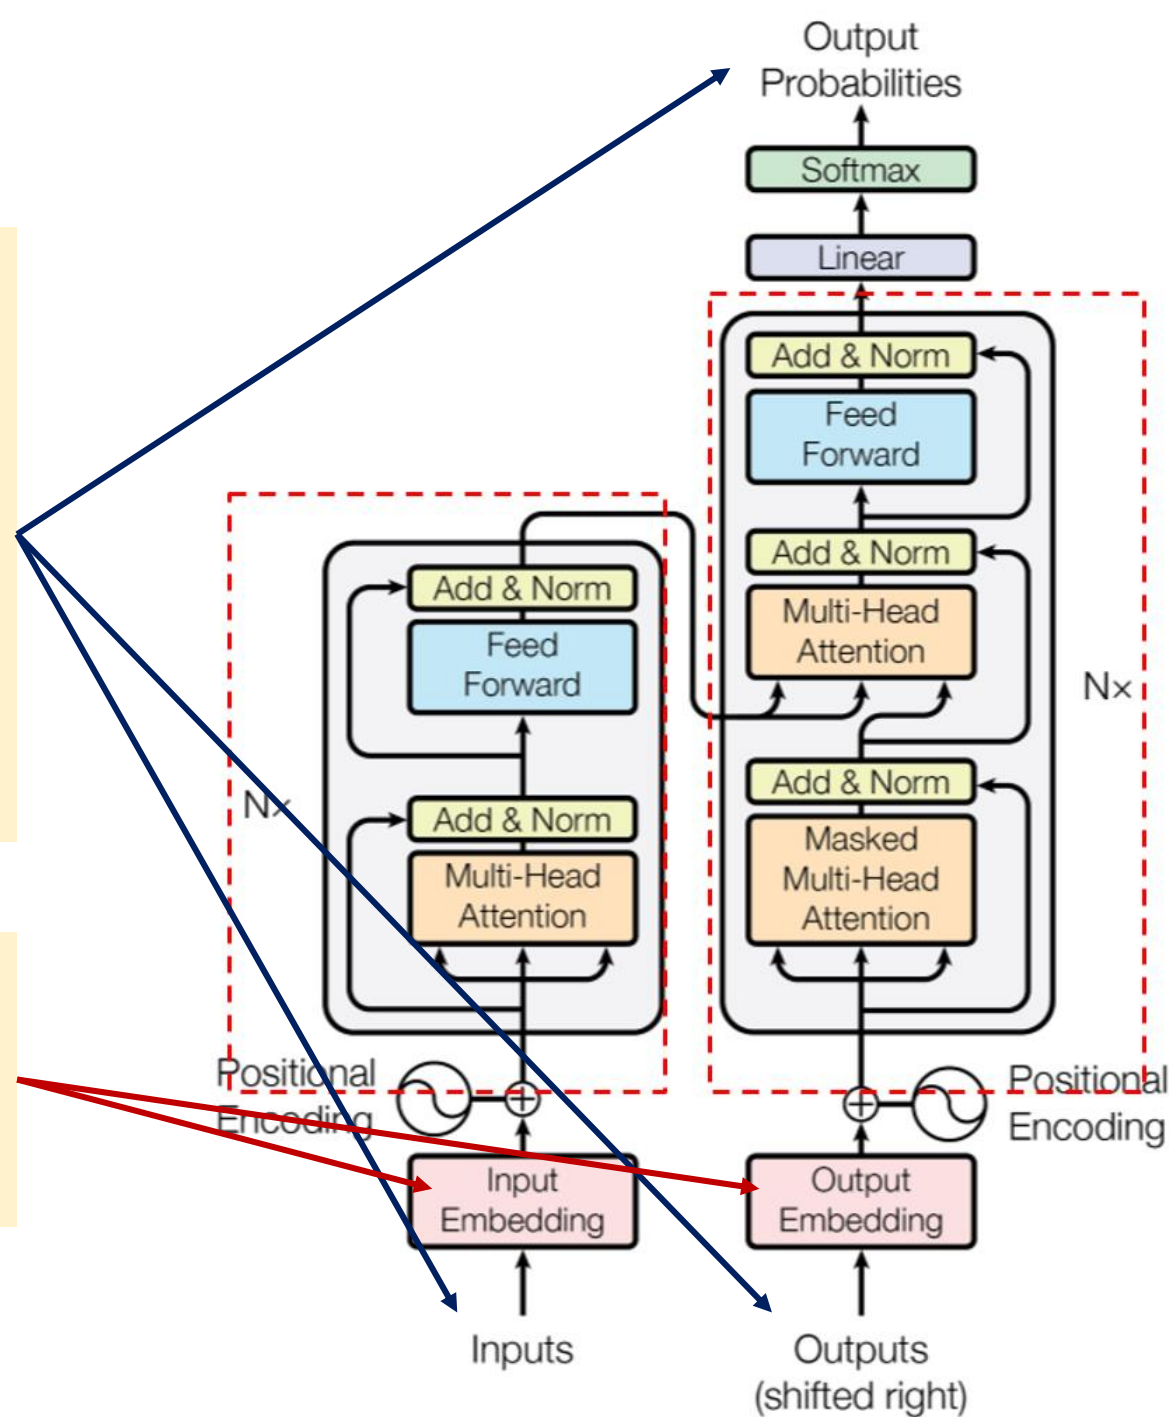 Output
Probabilities
Softmax
Linear
Add & Norm
Feed
Forward
Add & Norm
Multi-Head
Attention
N×
Add & Norm
Masked
Multi-Head
Attention
Add & Norm
Feed
Forward
N×
Add & Norm
Multi-Head
Attention
Positional
Encoding
Positional
Encoding
Input
Embedding
Output
Embedding
Inputs
Outputs
(shifted right)